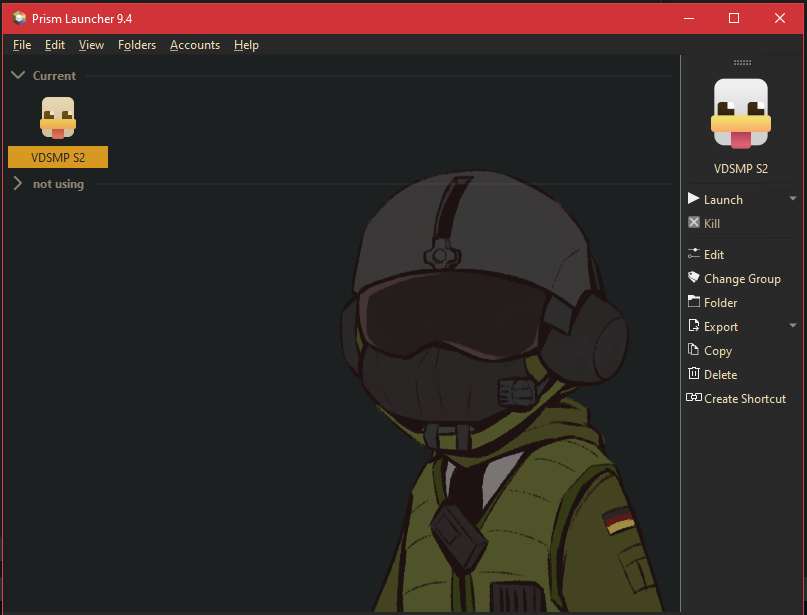 Prism Launcher 9.4
File Edit View Folders Accounts Help
Current
VDSMP S2
not using
VDSMP S2
Launch
Kill
Edit
Change Group
Folder
Export
Copy
Delete
Create Shortcut